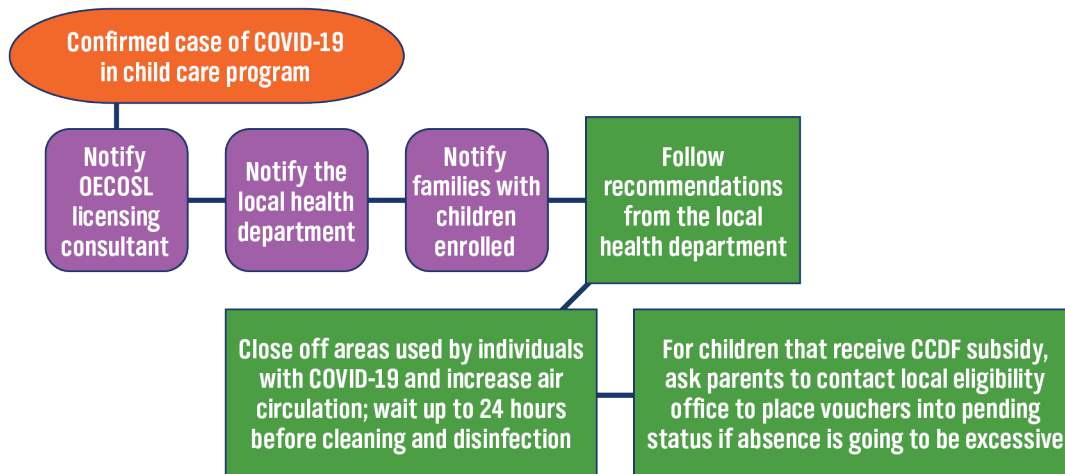 Confirmed case of COVID-19
in child care program
Notify
OECOSL
licensing
consultant
Notify the
local health
department
Notify
families with
children
enrolled
Follow
recommendations
from the local
health department
Close off areas used by individuals
with COVID-19 and increase air
circulation; wait up to 24 hours
before cleaning and disinfection
For children that receive CCDF subsidy,
ask parents to contact local eligibility
office to place vouchers into pending
status if absence is going to be excessive